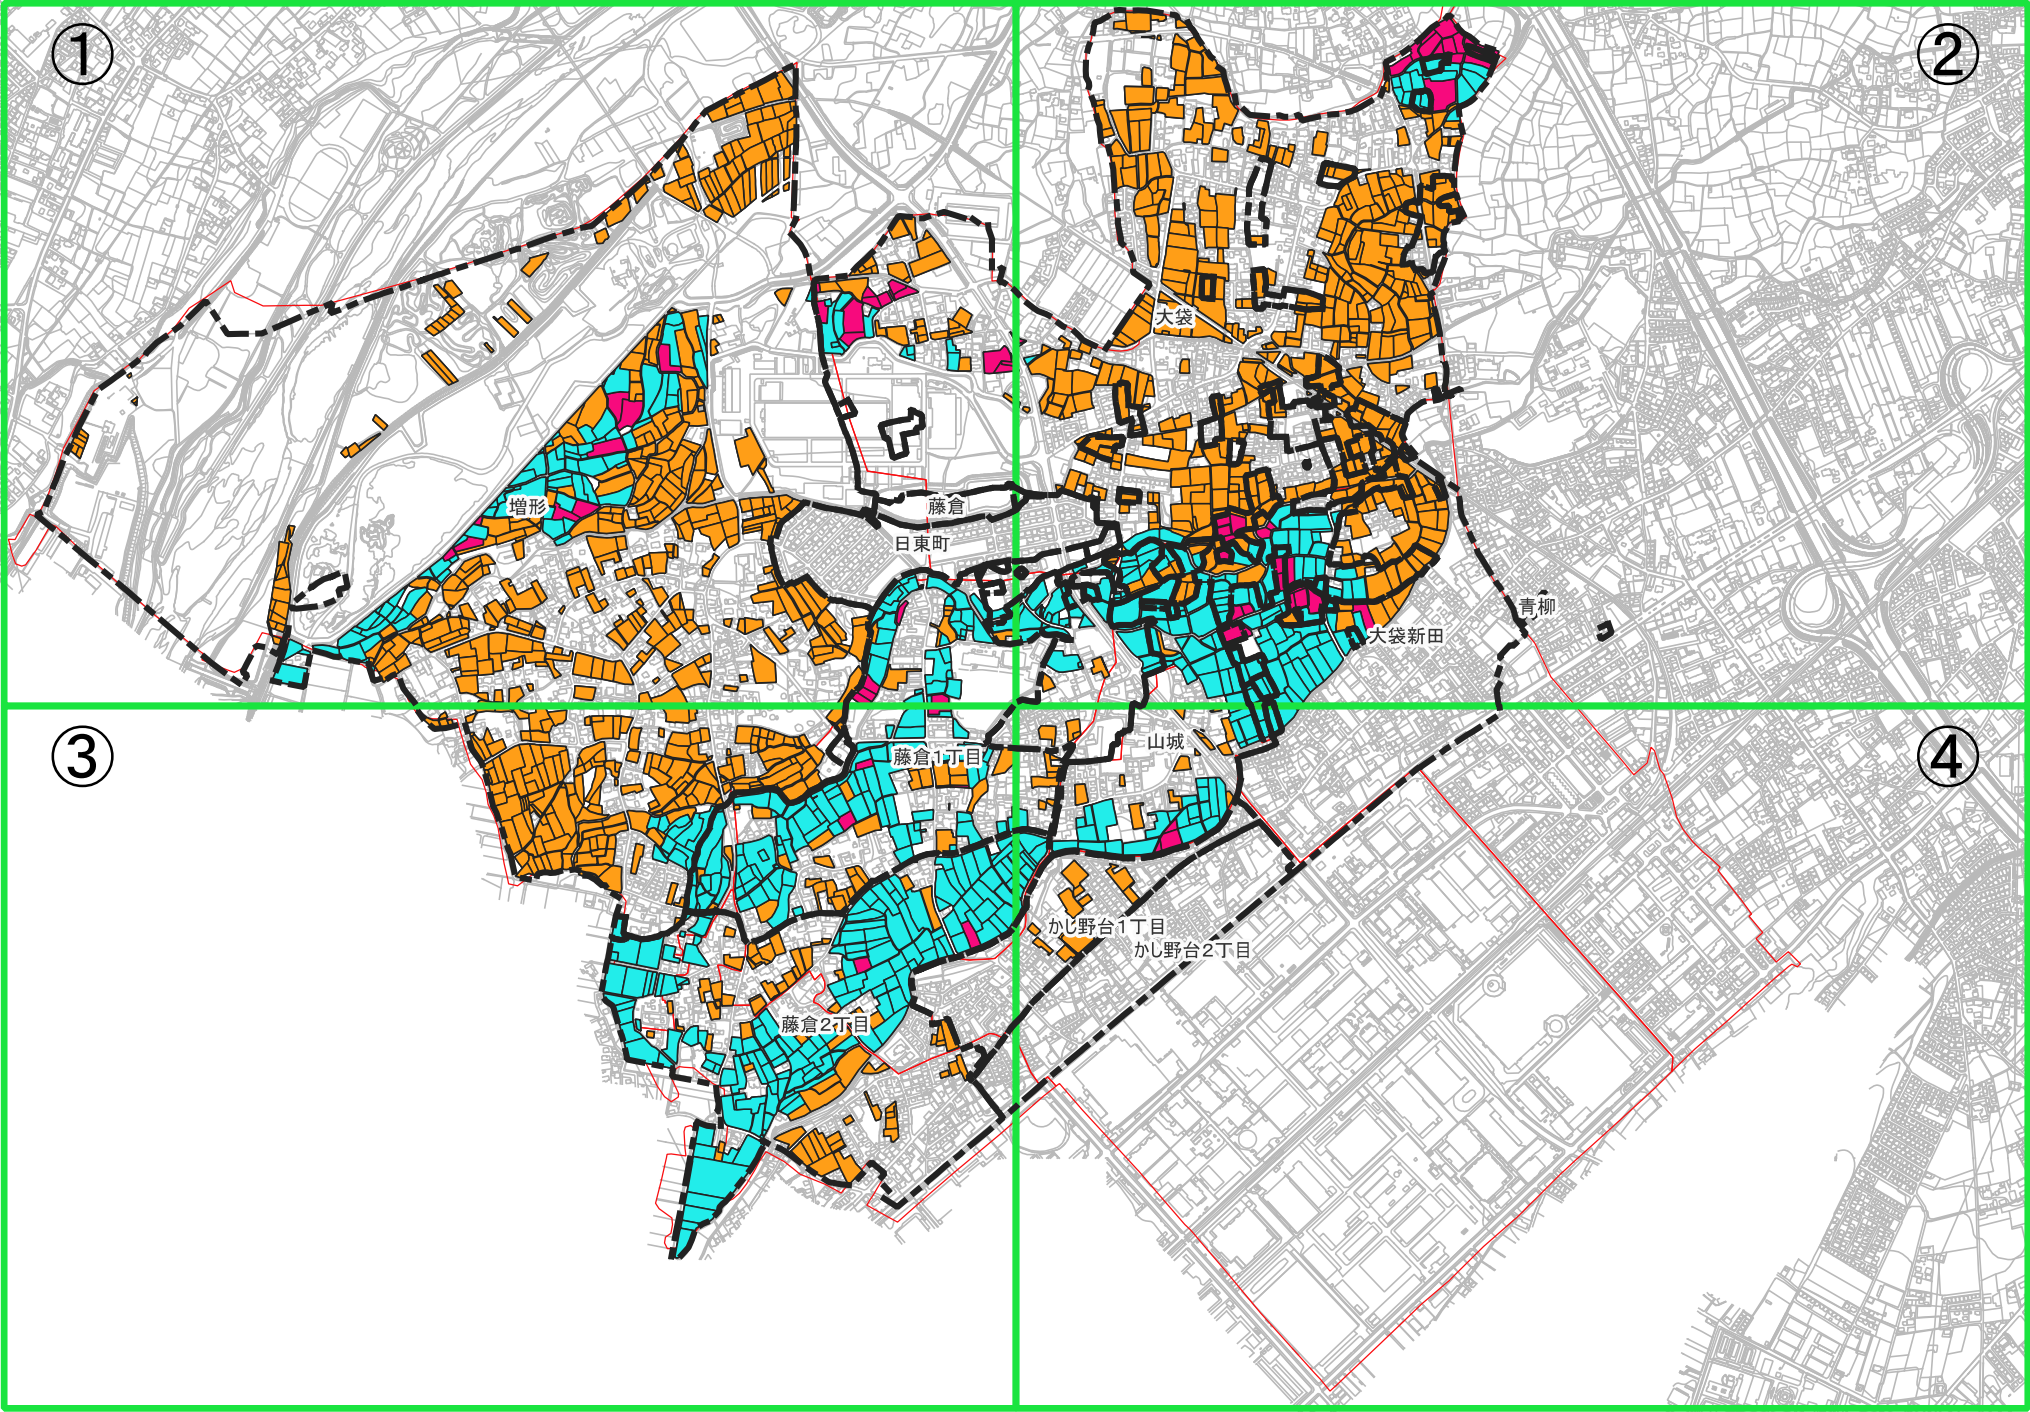 ①
②
大袋
増形
藤倉
日東町
青柳
大袋新田
③
④
山城
藤倉1丁目
かし野台1丁目
かし野台2丁目
藤倉2丁目